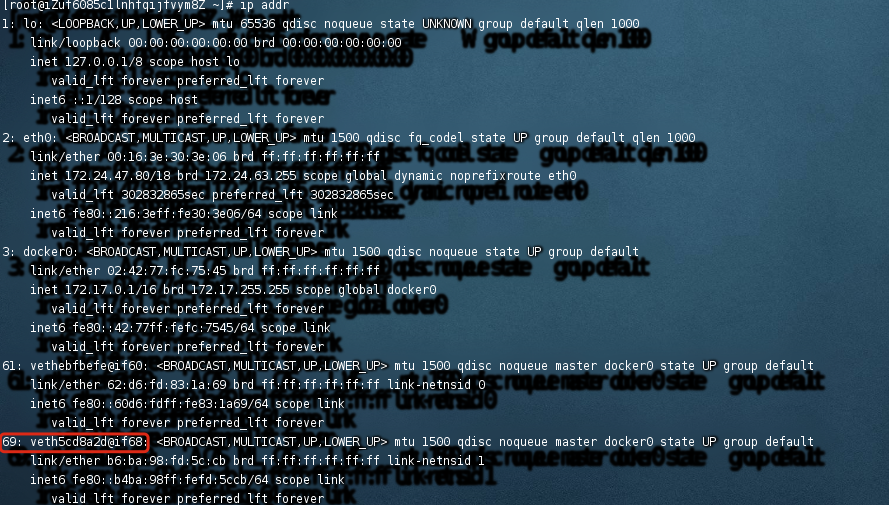 [root@iZuf6085c1lnhfqijfvym8Z ~]# ip addr
1: lo: <LOOPBACK,UP,LOWER_UP> mtu 65536 qdisc noqueue state UNKNOWN group default qlen 1000
link/loopback 00:00:00:00:00:00 brd 00:00:00:00:00:00
inet 127.0.0.1/8 scope host lo
valid_lft forever preferred_lft forever
inet6 ::1/128 scope host
valid_lft forever preferred_lft forever
2: eth0: <BROADCAST,MULTICAST,UP,LOWER_UP> mtu 1500 qdisc fq_codel state UP group default qlen 1000
link/ether 00:16:3e:30:3e:06 brd ff:ff:ff:ff:ff:ff
inet 172.24.47.80/18 brd 172.24.63.255 scope global dynamic noprefixroute eth0
valid_lft 302832865sec preferred_lft 302832865sec
inet6 fe80::216:3eff:fe30:3e06/64 scope link
valid_lft forever preferred_lft forever
3: docker0: <BROADCAST,MULTICAST,UP,LOWER_UP> mtu 1500 qdisc noqueue state UP group default
link/ether 02:42:77:fc:75:45 brd ff:ff:ff:ff:ff:ff
inet 172.17.0.1/16 brd 172.17.255.255 scope global docker0
valid_lft forever preferred_lft forever
inet6 fe80::42:77ff:fefc:7545/64 scope link
valid_lft forever preferred_lft forever
61: vethebfbefe@if60: <BROADCAST,MULTICAST,UP,LOWER_UP> mtu 1500 qdisc noqueue master docker0 state UP group default
link/ether 62:d6:fd:83:1a:69 brd ff:ff:ff:ff:ff:ff link-netnsid 0
inet6 fe80::60d6:fdff:fe83:1a69/64 scope link
valid_lft forever preferred_lft forever
69: veth5cd8a2d@if68: <BROADCAST,MULTICAST,UP,LOWER_UP> mtu 1500 qdisc noqueue master docker0 state UP group default
link/ether b6:ba:98:fd:5c:cb brd ff:ff:ff:ff:ff:ff link-netnsid 1
inet6 fe80::b4ba:98ff:fefd:5ccb/64 scope link
valid_lft forever preferred_lft forever